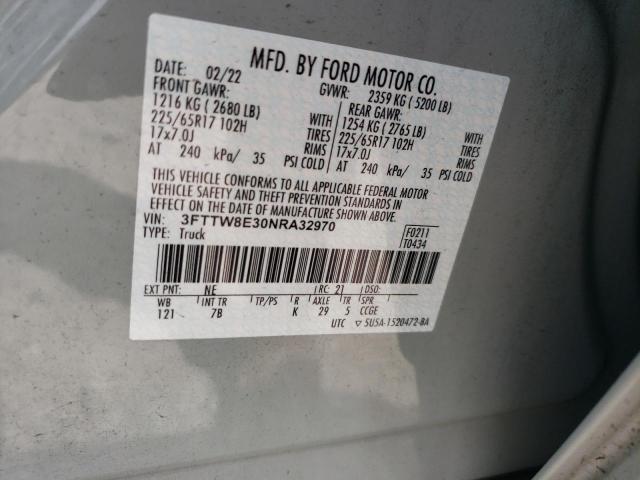 MFD. BY FORD MOTOR CO.
DATE: 02/22 GVWR: 2359 KG ( 5200 LB)
FRONT GAWR: REAR GAWR:
1216 KG ( 2680 LB) WITH 1254 KG ( 2765 LB) WITH
225/65R17 102H TIRES 225/65R17 102H TIRES
17x7.0J RIMS 17x7.0J RIMS
AT 240 kPa/ 35 PSI COLD AT 240 kPa/ 35 PSI COLD
THIS VEHICLE CONFORMS TO ALL APPLICABLE FEDERAL MOTOR
VEHICLE SAFETY AND THEFT PREVENTION STANDARDS IN
EFFECT ON THE DATE OF MANUFACTURE SHOWN ABOVE.
VIN: 3FTTW8E30NRA32970 F0211
TYPE: Truck T0434
EXT PNT: NE RC: 21 DSO:
WB INT TR TP/PS R AXLE TR SPR
121 7B K 29 5 CCGE
UTC ▽ 5U5A-1520472-BA